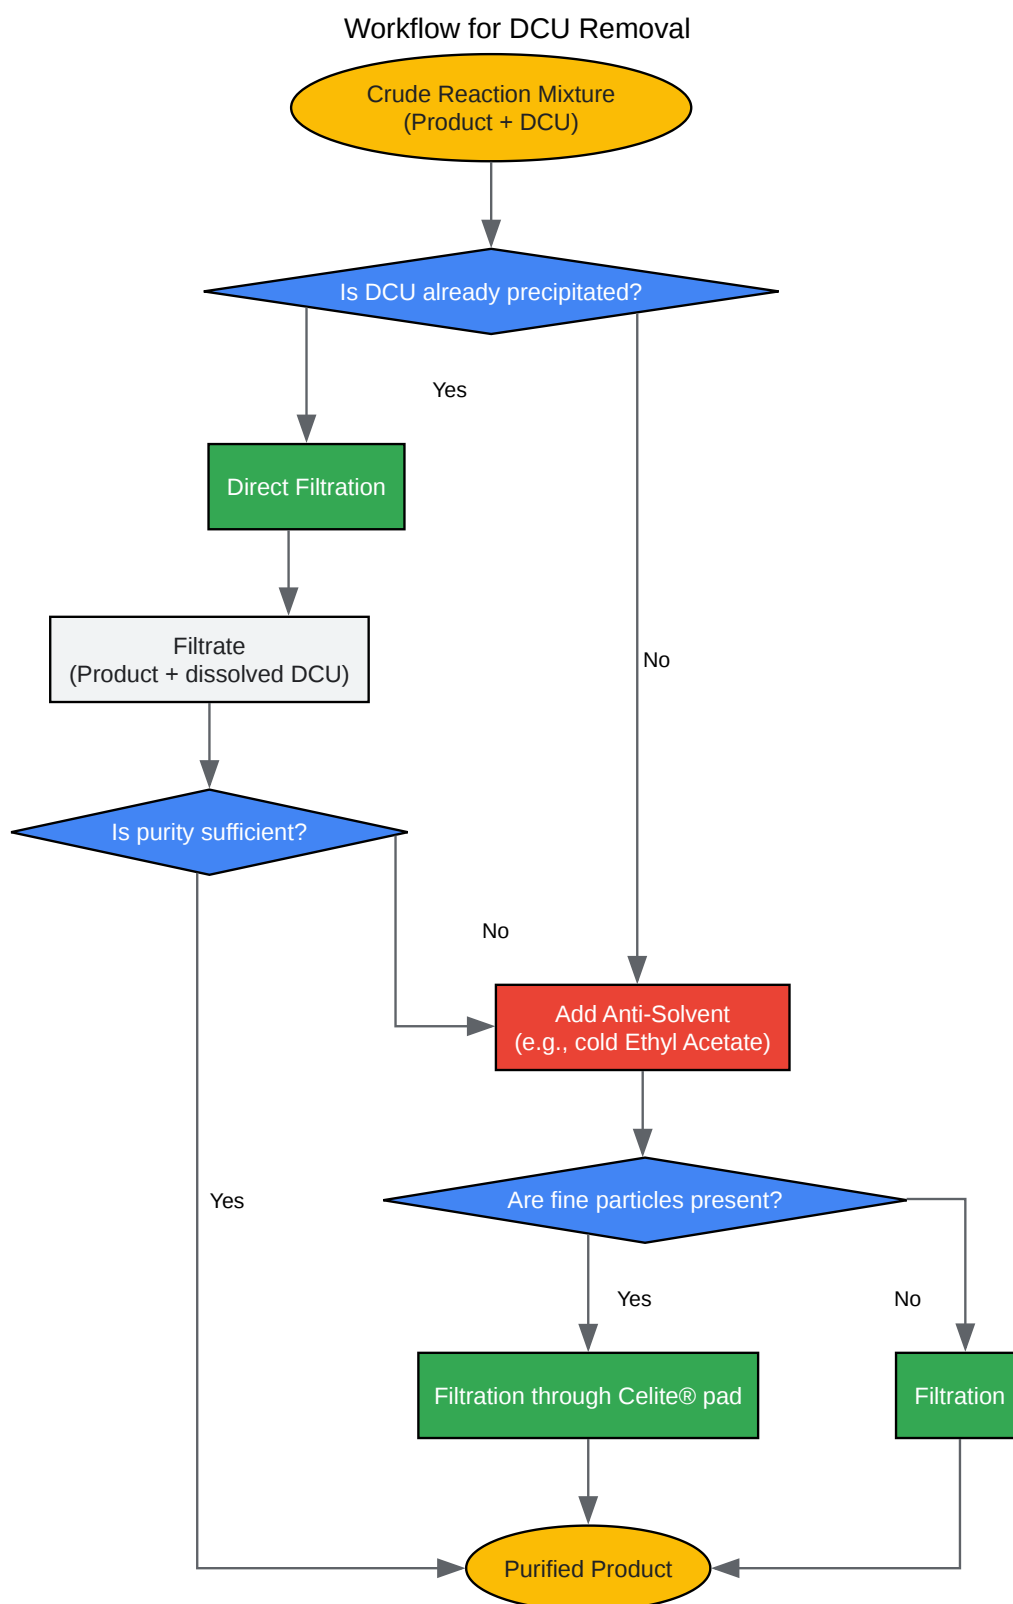 Workflow for DCU Removal
Crude Reaction Mixture
(Product + DCU)
Is DCU already precipitated?
Yes
Direct Filtration
Filtrate
(Product + dissolved DCU)
No
Is purity sufficient?
No
Add Anti-Solvent
(e.g., cold Ethyl Acetate)
Yes
Are fine particles present?
Yes
No
Filtration through Celite® pad
Filtration
Purified Product